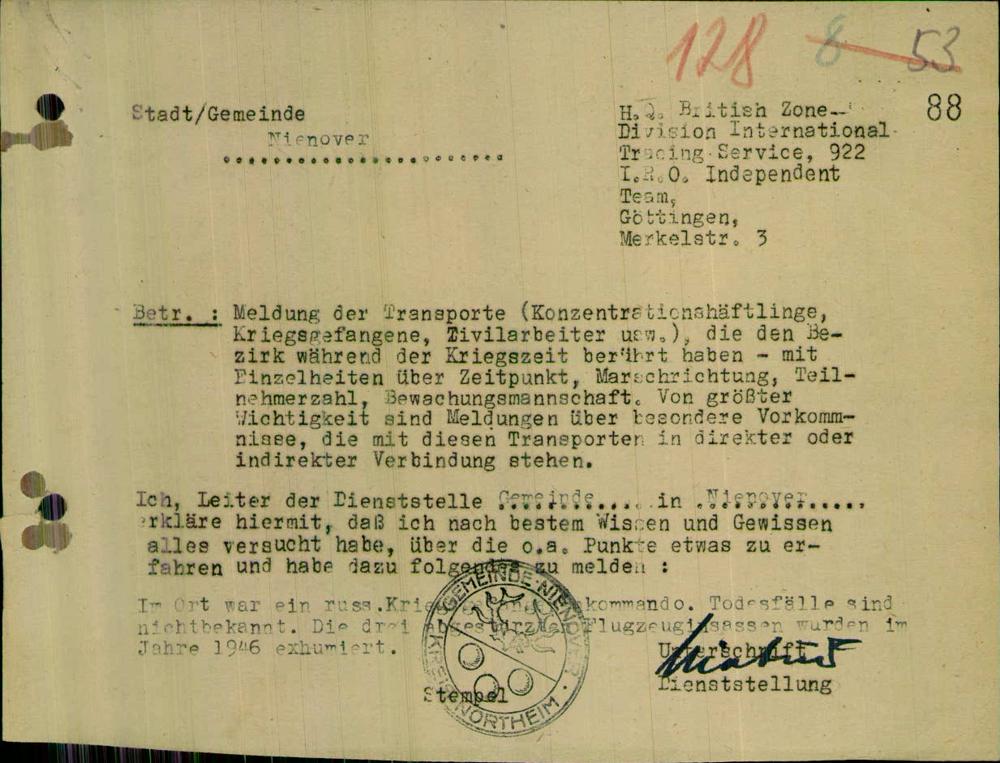 128 8 53
88
Stadt/Gemeinde
Nienover
H.Q. British Zone
Division International
Tracing Service, 922
I.R.O. Independent
Team,
Göttingen,
Merkelstr. 3
Betr. : Meldung der Transporte (Konzentrationshäftlinge,
Kriegsgefangene, Zivilarbeiter usw.), die den Be-
zirk während der Kriegszeit berührt haben - mit
Einzelheiten über Zeitpunkt, Marschrichtung, Teil-
nehmerzahl, Bewachungsmannschaft. Von größter
Wichtigkeit sind Meldungen über besondere Vorkomm-
nisse, die mit diesen Transporten in direkter oder
indirekter Verbindung stehen.
Ich, Leiter der Dienststelle Gemeinde..... in .Nienover.....
erkläre hiermit, daß ich nach bestem Wissen und Gewissen
alles versucht habe, über die o.a. Punkte etwas zu er-
fahren und habe dazu folgendes zu melden :
Im Ort war ein russ.Kriegsgefangenenkommando. Todesfälle sind
nichtbekannt. Die drei abgestürzten Flugzeuginsassen wurden im
Jahre 1946 exhumiert.
Unterschrift
Stempel
Dienststellung
GEMEINDE NIENOVER
KREIS NORTHEIM